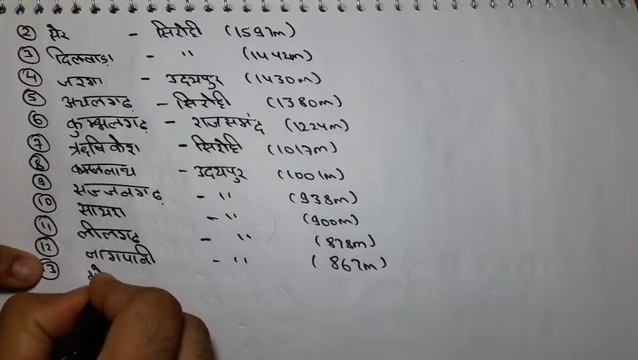 ② सेर - सिरोही (1597m)
③ दिलवाड़ा - " (1442m)
④ जरगा - उदयपुर (1430m)
⑤ अचलगढ़ - सिरोही (1380m)
⑥ कुम्भलगढ़ - राजसमंद (1224m)
⑦ ऋषिकेश - सिरोही (1017m)
⑧ कमलनाथ - उदयपुर (1001m)
⑨ सज्जनगढ़ - " (938m)
⑩ सायरा - " (900m)
⑪ लीलागढ़ - " (878m)
⑫ नागपानी - " (867m)
⑬